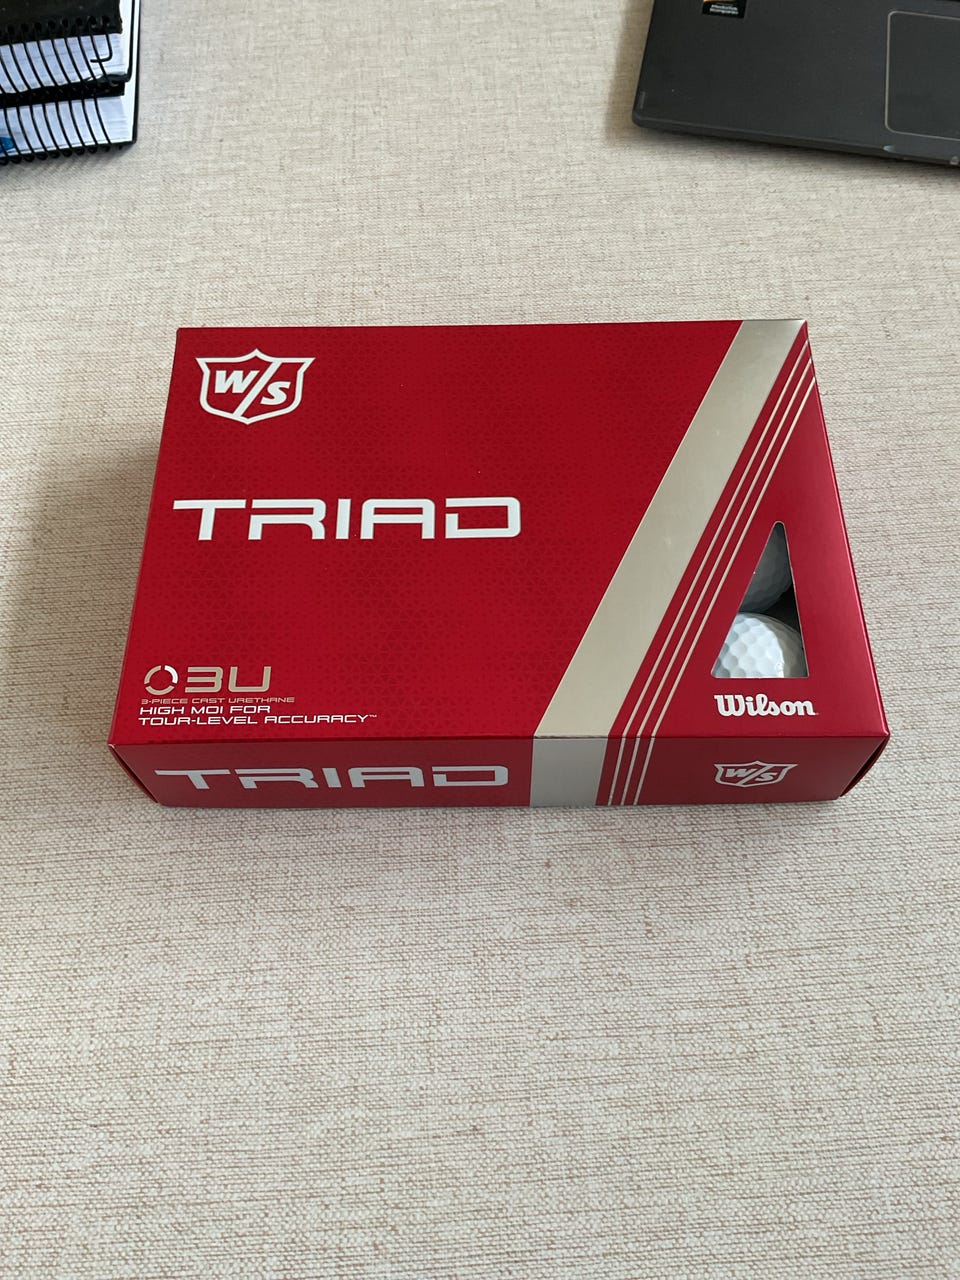 W/S
TRIAD
3U
3-PIECE CAST URETHANE
HIGH MOI FOR
TOUR-LEVEL ACCURACY™
Wilson
TRIAD
W/S